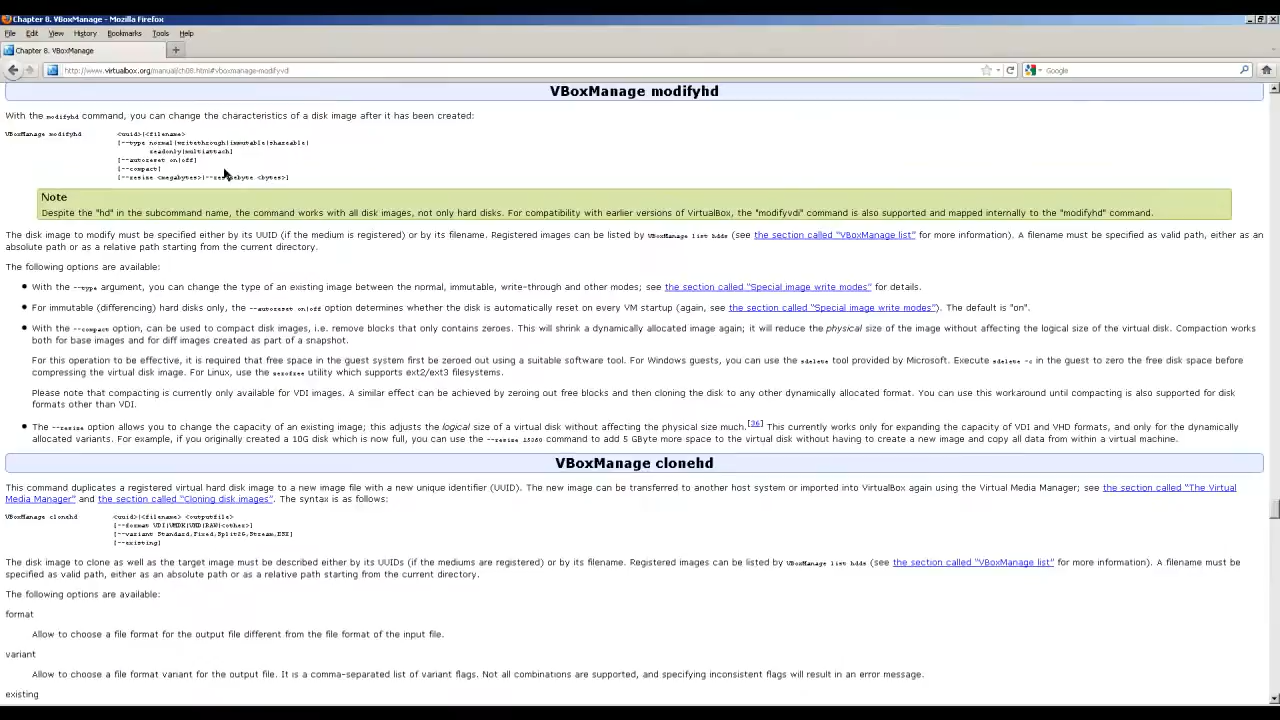 Chapter 8. VBoxManage - Mozilla Firefox
File Edit View History Bookmarks Tools Help
Chapter 8. VBoxManage
http://www.virtualbox.org/manual/ch08.html#vboxmanage-modifyvdi
Google
VBoxManage modifyhd
With the modifyhd command, you can change the characteristics of a disk image after it has been created:
VBoxManage modifyhd <uuid>|<filename>
[--type normal|writethrough|immutable|shareable|
readonly|multiattach]
[--autoreset on|off]
[--compact]
[--resize <megabytes>|--resizebyte <bytes>]
Note
Despite the "hd" in the subcommand name, the command works with all disk images, not only hard disks. For compatibility with earlier versions of VirtualBox, the "modifyvdi" command is also supported and mapped internally to the "modifyhd" command.
The disk image to modify must be specified either by its UUID (if the medium is registered) or by its filename. Registered images can be listed by VBoxManage list hdds (see the section called "VBoxManage list" for more information). A filename must be specified as valid path, either as an
absolute path or as a relative path starting from the current directory.
The following options are available:
With the --type argument, you can change the type of an existing image between the normal, immutable, write-through and other modes; see the section called "Special image write modes" for details.
For immutable (differencing) hard disks only, the --autoreset on|off option determines whether the disk is automatically reset on every VM startup (again, see the section called "Special image write modes"). The default is "on".
With the --compact option, can be used to compact disk images, i.e. remove blocks that only contains zeroes. This will shrink a dynamically allocated image again; it will reduce the physical size of the image without affecting the logical size of the virtual disk. Compaction works
both for base images and for diff images created as part of a snapshot.
For this operation to be effective, it is required that free space in the guest system first be zeroed out using a suitable software tool. For Windows guests, you can use the sdelete tool provided by Microsoft. Execute sdelete -c in the guest to zero the free disk space before
compressing the virtual disk image. For Linux, use the zerofree utility which supports ext2/ext3 filesystems.
Please note that compacting is currently only available for VDI images. A similar effect can be achieved by zeroing out free blocks and then cloning the disk to any other dynamically allocated format. You can use this workaround until compacting is also supported for disk
formats other than VDI.
The --resize option allows you to change the capacity of an existing image; this adjusts the logical size of a virtual disk without affecting the physical size much.[36] This currently works only for expanding the capacity of VDI and VHD formats, and only for the dynamically
allocated variants. For example, if you originally created a 10G disk which is now full, you can use the --resize 15360 command to add 5 GByte more space to the virtual disk without having to create a new image and copy all data from within a virtual machine.
VBoxManage clonehd
This command duplicates a registered virtual hard disk image to a new image file with a new unique identifier (UUID). The new image can be transferred to another host system or imported into VirtualBox again using the Virtual Media Manager; see the section called "The Virtual
Media Manager" and the section called "Cloning disk images". The syntax is as follows:
VBoxManage clonehd <uuid>|<filename> <outputfile>
[--format VDI|VMDK|VHD|RAW|<other>]
[--variant Standard,Fixed,Split2G,Stream,ESX]
[--existing]
The disk image to clone as well as the target image must be described either by its UUIDs (if the mediums are registered) or by its filename. Registered images can be listed by VBoxManage list hdds (see the section called "VBoxManage list" for more information). A filename must be
specified as valid path, either as an absolute path or as a relative path starting from the current directory.
The following options are available:
format
Allow to choose a file format for the output file different from the file format of the input file.
variant
Allow to choose a file format variant for the output file. It is a comma-separated list of variant flags. Not all combinations are supported, and specifying inconsistent flags will result in an error message.
existing